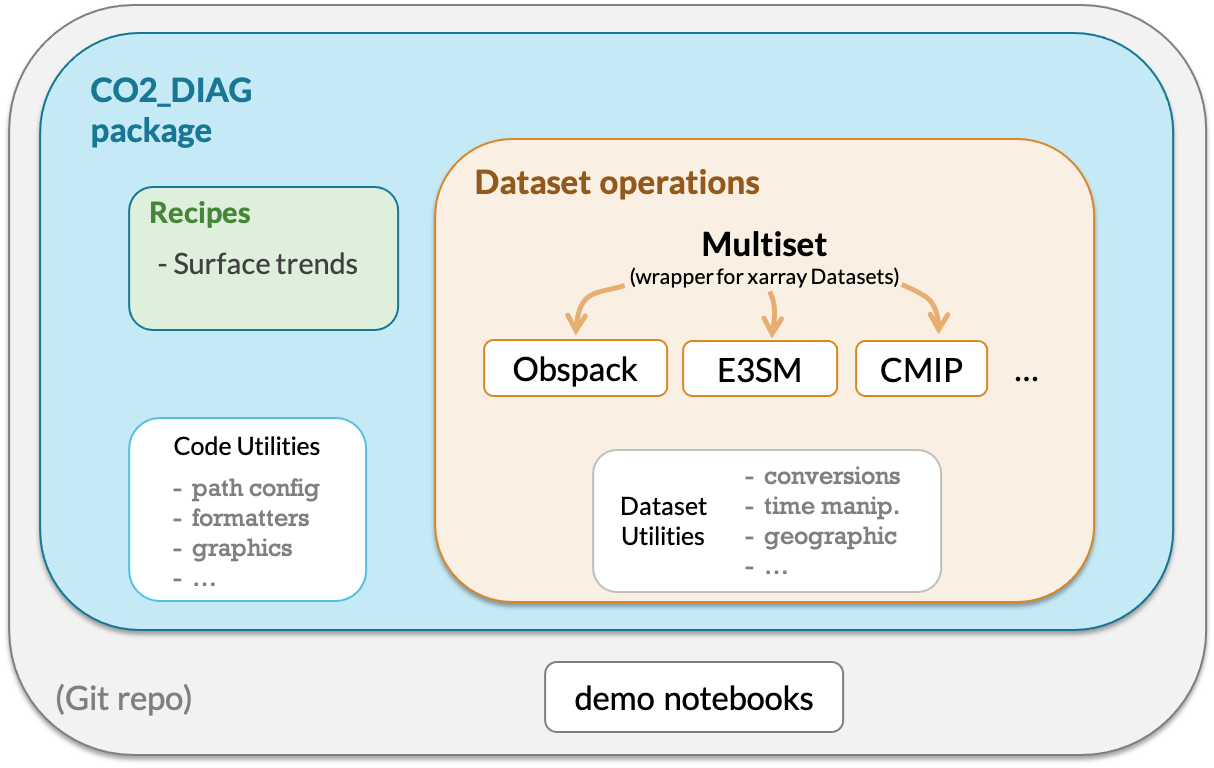 CO2_DIAG
package
Recipes
- Surface trends
Code Utilities
- path config
- formatters
- graphics
- ...
Dataset operations
Multiset
(wrapper for xarray Datasets)
Obspack
E3SM
CMIP
...
Dataset
Utilities
- conversions
- time manip.
- geographic
- ...
(Git repo)
demo notebooks